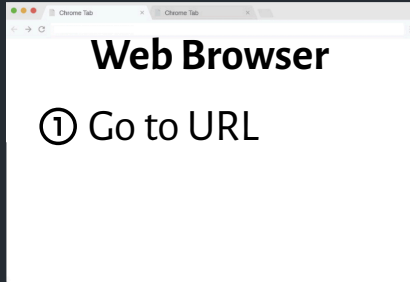 Chrome Tab × Chrome Tab ×
Web Browser
① Go to URL